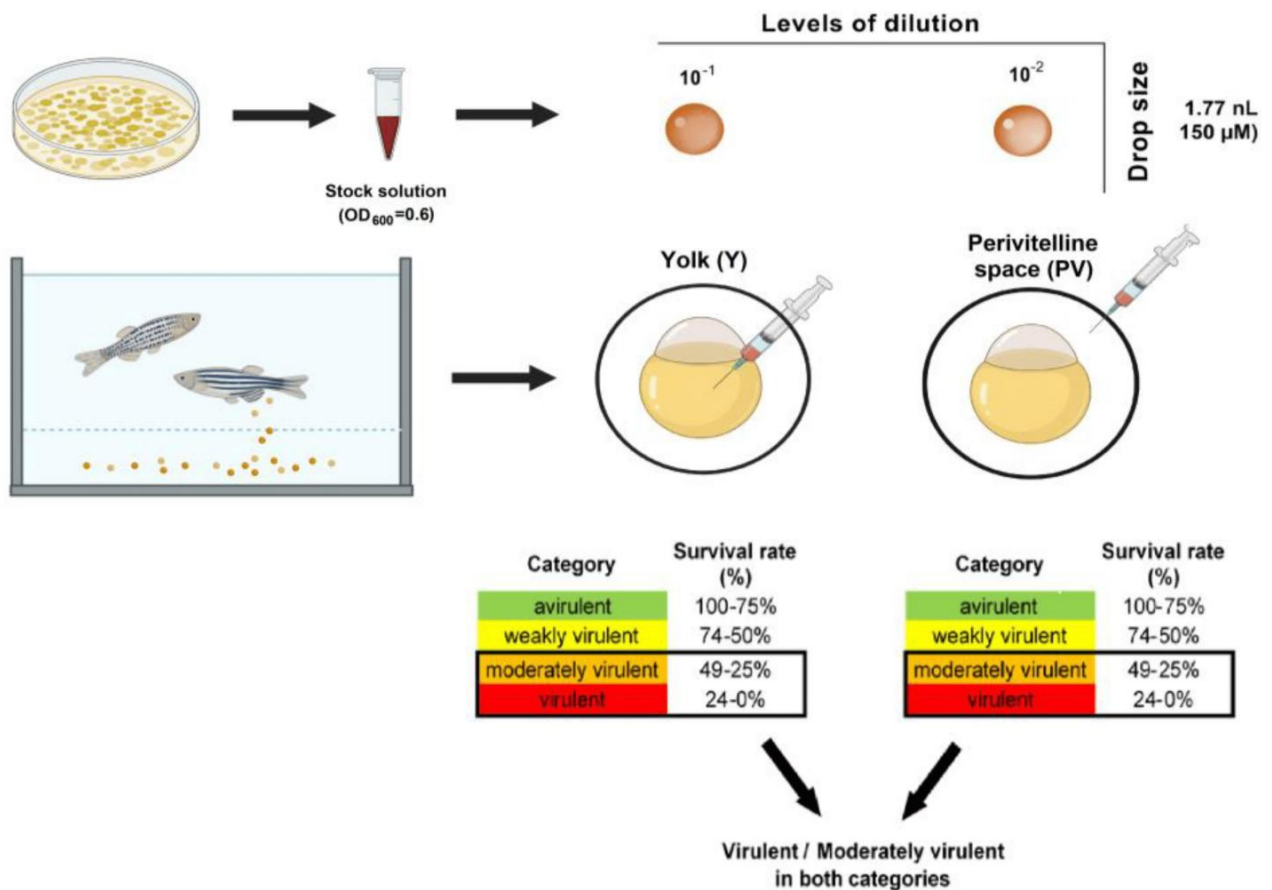 Levels of dilution
10⁻¹
10⁻²
Drop size
1.77 nL
150 µM)
Stock solution
(OD₆₀₀=0.6)
Yolk (Y)
Perivitelline
space (PV)
Category Survival rate
(%)
avirulent 100-75%
weakly virulent 74-50%
moderately virulent 49-25%
virulent 24-0%
Category Survival rate
(%)
avirulent 100-75%
weakly virulent 74-50%
moderately virulent 49-25%
virulent 24-0%
Virulent / Moderately virulent
in both categories